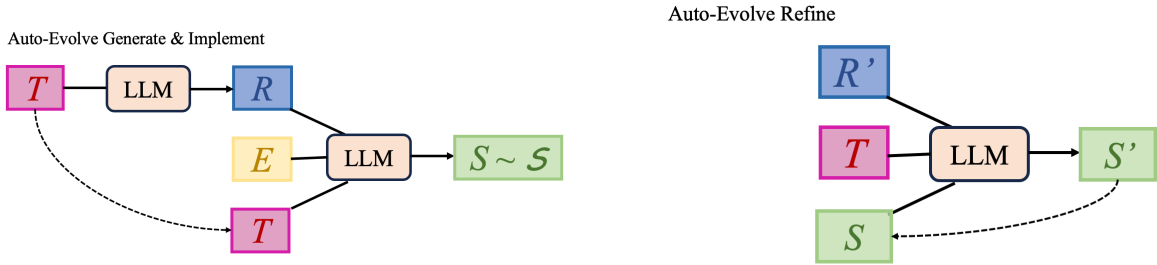 Auto-Evolve Generate & Implement
T
LLM
R
E
LLM
S ~ S
T
Auto-Evolve Refine
R’
T
LLM
S’
S